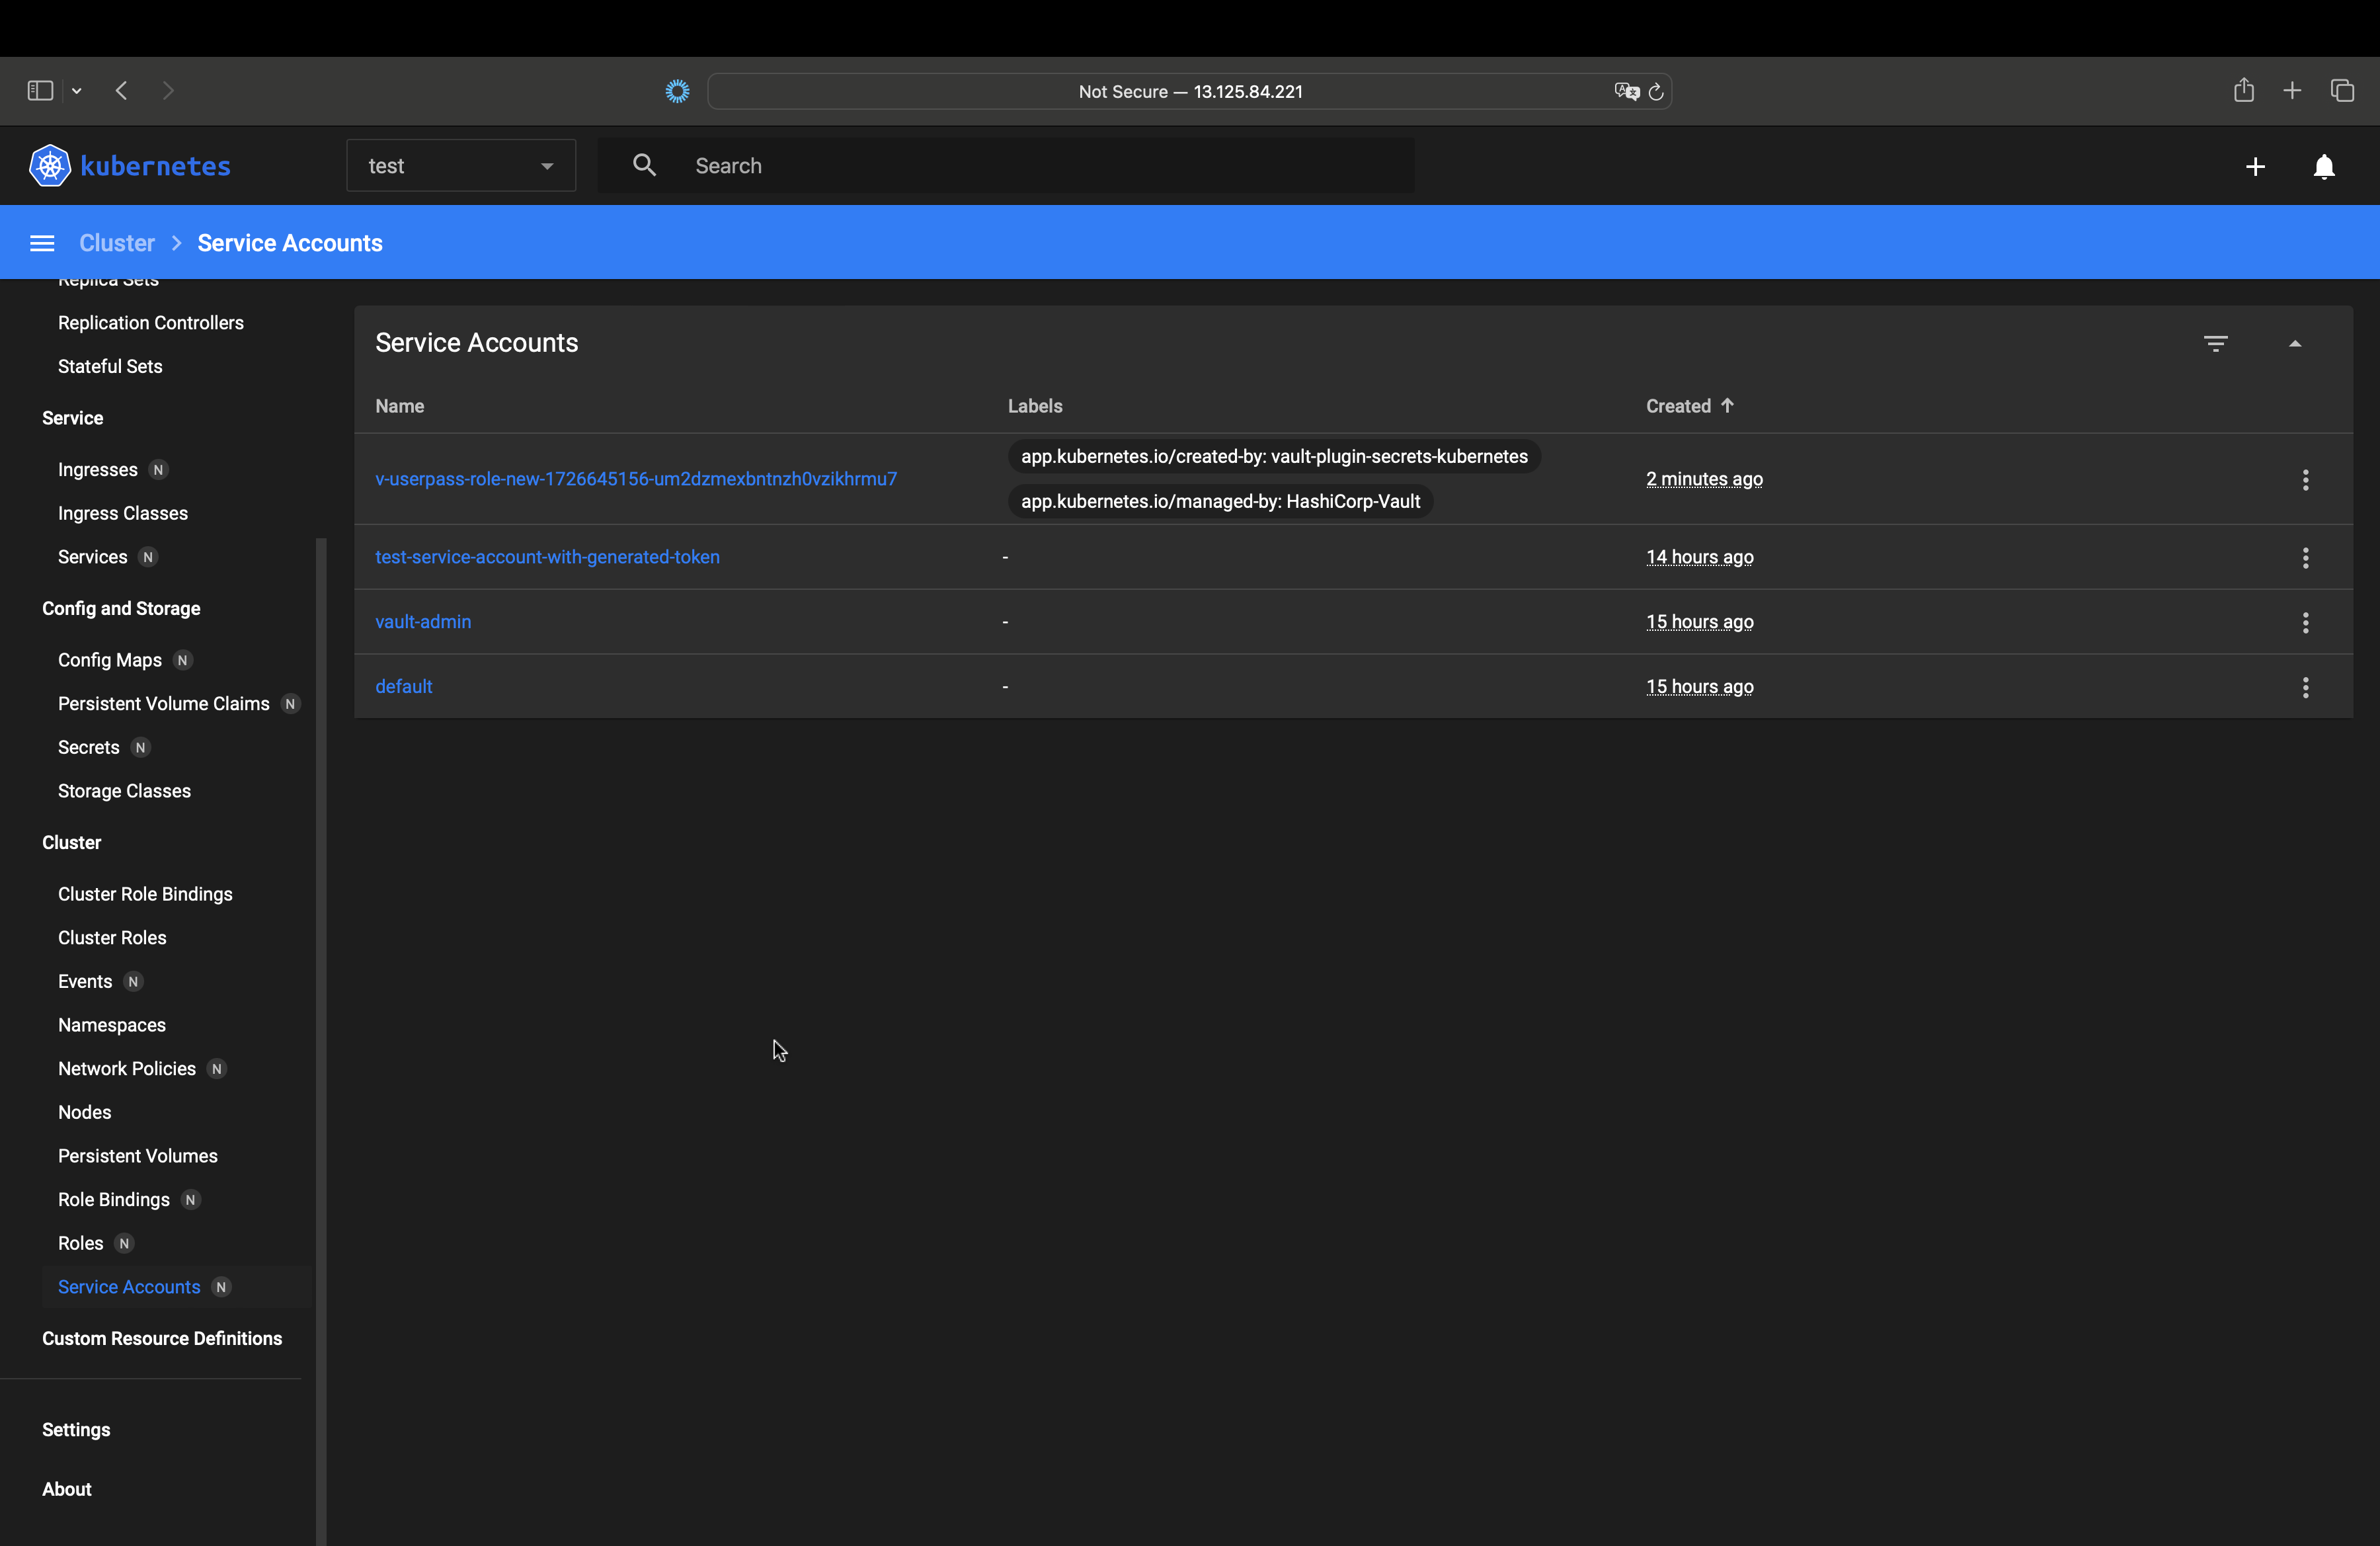 Not Secure — 13.125.84.221
kubernetes
test
Search
Cluster > Service Accounts
Replica Sets
Replication Controllers
Stateful Sets
Service
Ingresses N
Ingress Classes
Services N
Config and Storage
Config Maps N
Persistent Volume Claims N
Secrets N
Storage Classes
Cluster
Cluster Role Bindings
Cluster Roles
Events N
Namespaces
Network Policies N
Nodes
Persistent Volumes
Role Bindings N
Roles N
Service Accounts N
Custom Resource Definitions
Settings
About
Service Accounts
Name Labels Created ↑
v-userpass-role-new-1726645156-um2dzmexbntnzh0vzikhrmu7 app.kubernetes.io/created-by: vault-plugin-secrets-kubernetes 2 minutes ago
app.kubernetes.io/managed-by: HashiCorp-Vault
test-service-account-with-generated-token - 14 hours ago
vault-admin - 15 hours ago
default - 15 hours ago